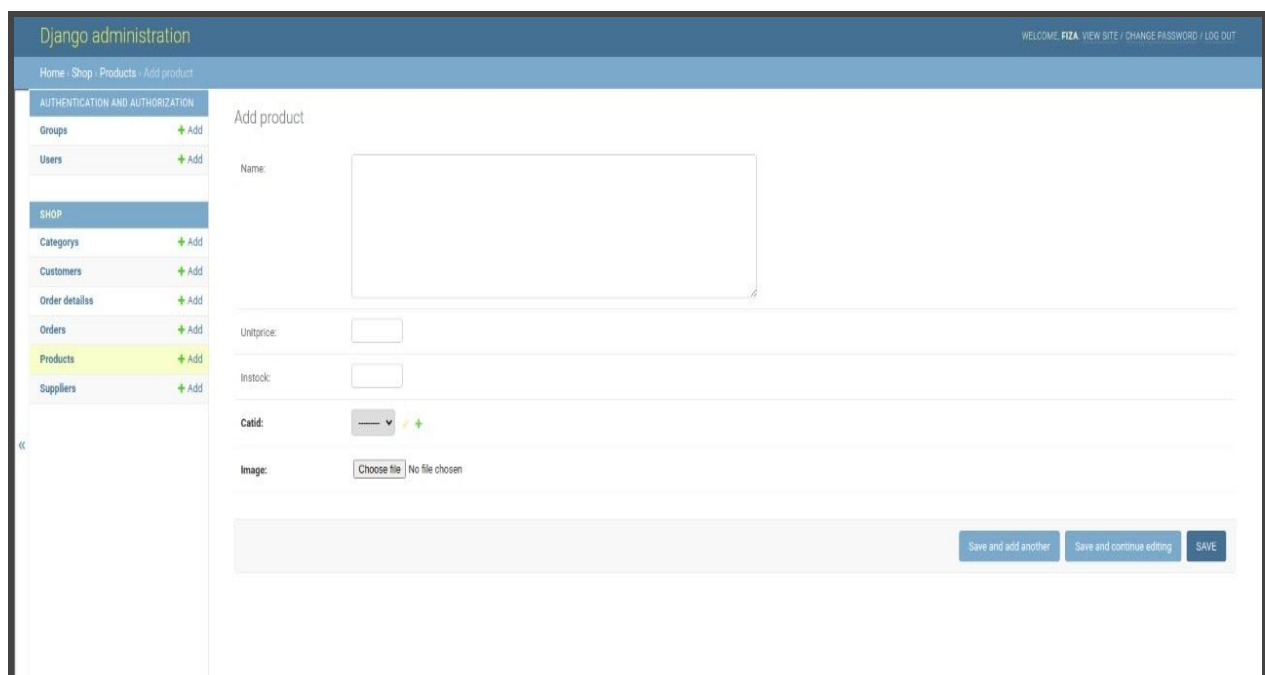 Django administration
WELCOME, FIZA. VIEW SITE / CHANGE PASSWORD / LOG OUT
Home › Shop › Products › Add product
AUTHENTICATION AND AUTHORIZATION
Groups + Add
Users + Add
SHOP
Categorys + Add
Customers + Add
Order detailss + Add
Orders + Add
Products + Add
Suppliers + Add
«
Add product
Name:
Unitprice:
Instock:
Catid: --------
Image: Choose file No file chosen
Save and add another Save and continue editing SAVE